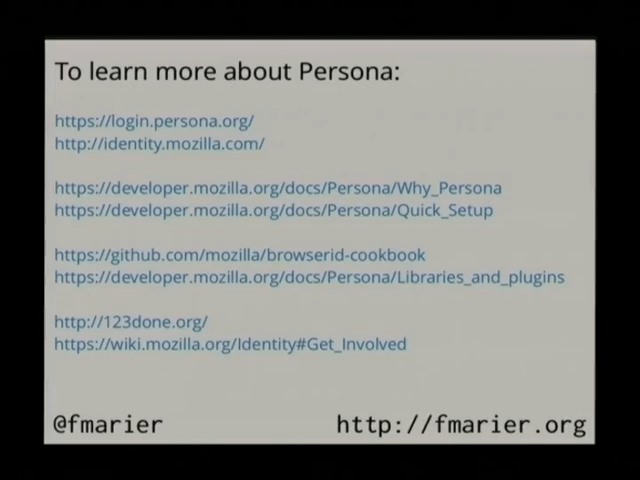 To learn more about Persona:
https://login.persona.org/
http://identity.mozilla.com/
https://developer.mozilla.org/docs/Persona/Why_Persona
https://developer.mozilla.org/docs/Persona/Quick_Setup
https://github.com/mozilla/browserid-cookbook
https://developer.mozilla.org/docs/Persona/Libraries_and_plugins
http://123done.org/
https://wiki.mozilla.org/Identity#Get_Involved
@fmarier http://fmarier.org